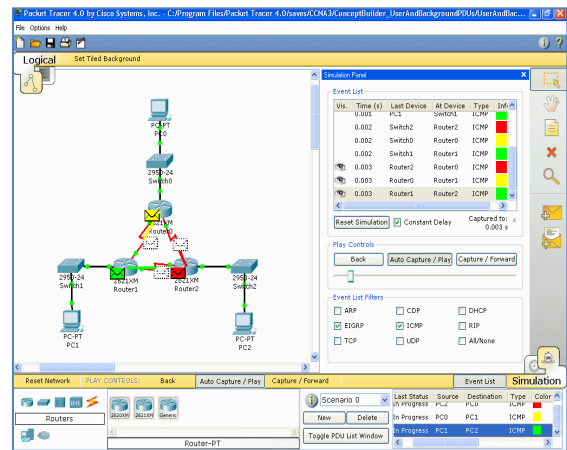 Packet Tracer 4.0 by Cisco Systems, Inc. - C:/Program Files/Packet Tracer 4.0/saves/CCNA3/ConceptBuilder_UserAndBackgroundPDUs/UserAndBac...
File Options Help
Logical Set Tiled Background
Simulation Panel
Event List
Vis. Time (s) Last Device At Device Type Info
0.001 PC1 Switch1 ICMP
0.002 Switch2 Router2 ICMP
0.002 Switch0 Router0 ICMP
0.002 Switch1 Router1 ICMP
0.003 Router2 Router0 ICMP
0.003 Router0 Router1 ICMP
0.003 Router1 Router2 ICMP
Reset Simulation Constant Delay Captured to:
0.003 s
Play Controls
Back Auto Capture / Play Capture / Forward
Event List Filters
ARP CDP DHCP
EIGRP ICMP RIP
TCP UDP All/None
PC-PT
PC0
2950-24
Switch0
2621XM
Router0
2950-24
Switch1
2621XM
Router1
2621XM
Router2
2950-24
Switch2
PC-PT
PC1
PC-PT
PC2
Reset Network PLAY CONTROLS: Back Auto Capture / Play Capture / Forward Event List Simulation
Routers
2620XM 2621XM Generic
Router-PT
Scenario 0
New Delete
Toggle PDU List Window
Last Status Source Destination Type Color
In Progress PC2 PC0 ICMP
In Progress PC0 PC1 ICMP
In Progress PC1 PC2 ICMP